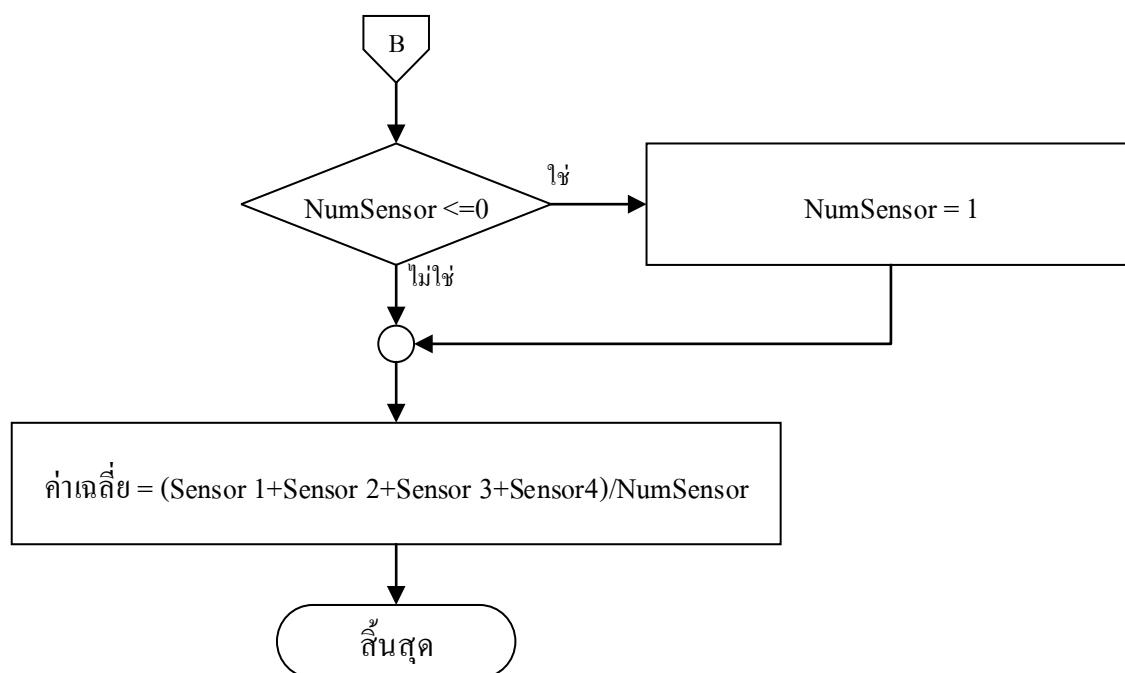 B
ใช่
NumSensor <=0
NumSensor = 1
ไม่ใช่
ค่าเฉลี่ย = (Sensor 1+Sensor 2+Sensor 3+Sensor4)/NumSensor
สิ้นสุด